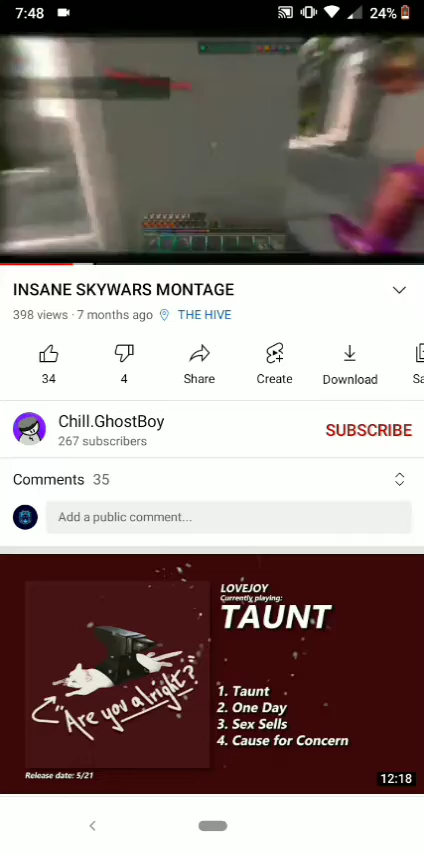 7:48
24%
INSANE SKYWARS MONTAGE
398 views · 7 months ago THE HIVE
34
4
Share
Create
Download
Sa
Chill.GhostBoy
267 subscribers
SUBSCRIBE
Comments 35
Add a public comment...
LOVEJOY
Currently playing:
TAUNT
"Are you alright?"
1. Taunt
2. One Day
3. Sex Sells
4. Cause for Concern
Release date: 5/21
12:18